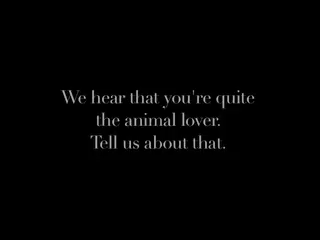 We hear that you're quite
the animal lover.
Tell us about that.